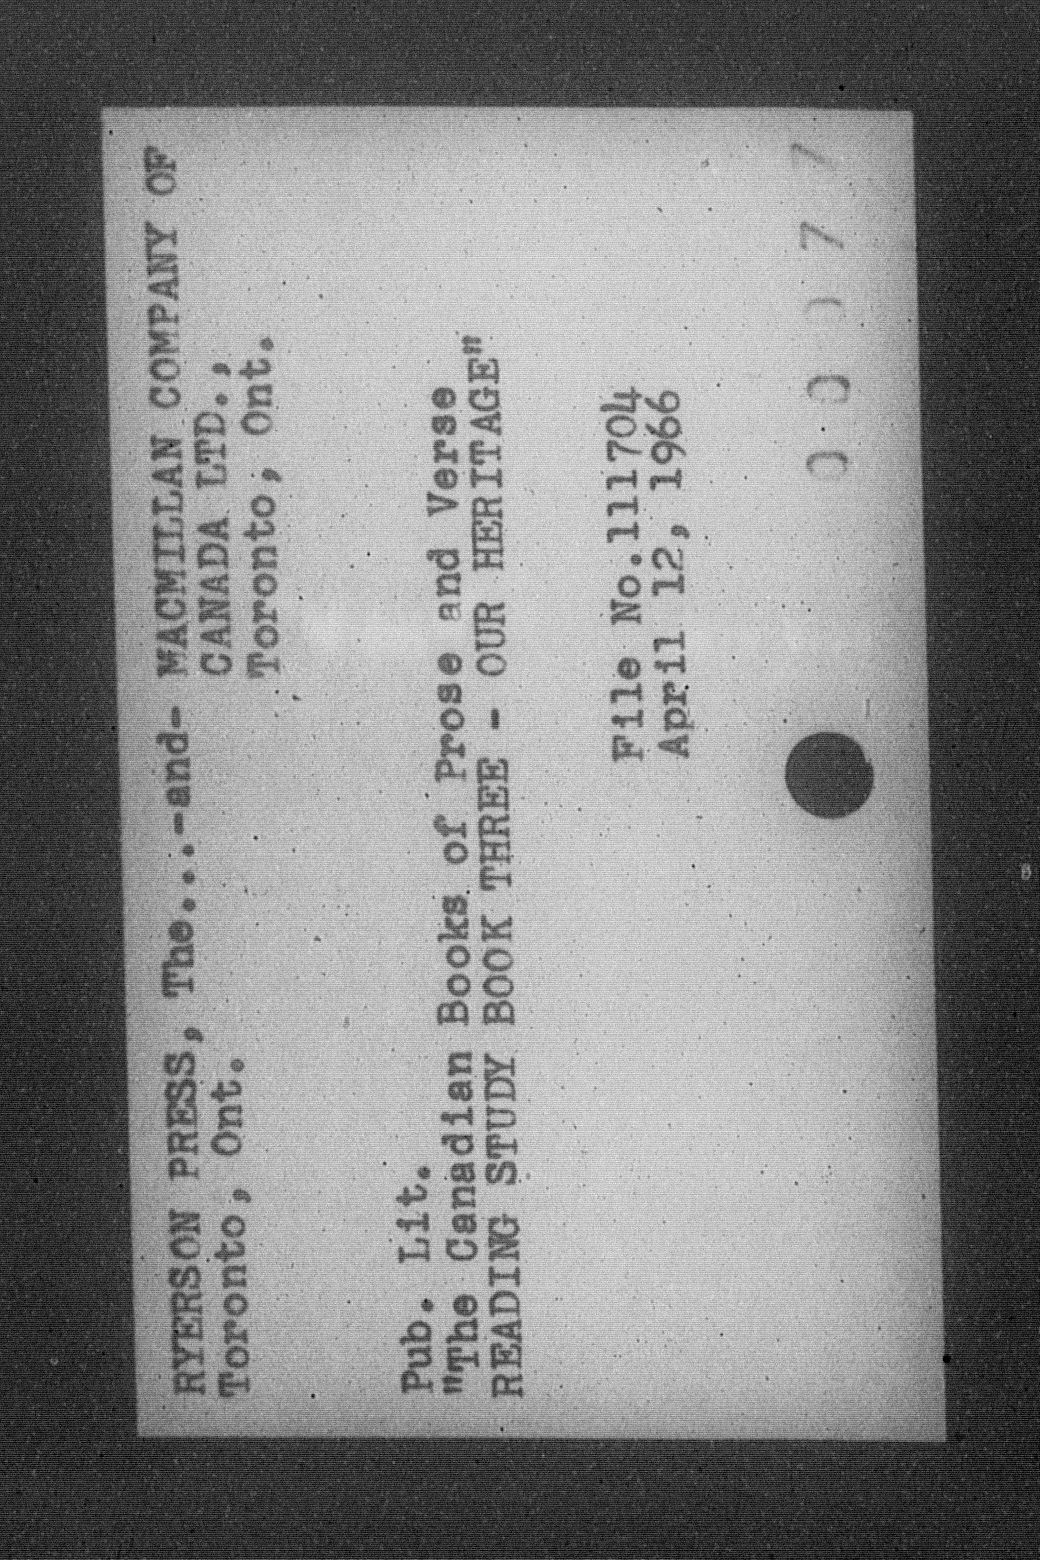 RYERSON PRESS, The...-and- MACMILLAN COMPANY OF
Toronto, Ont. CANADA LTD.,
Toronto, Ont.
Pub. Lit.
"The Canadian Books of Prose and Verse
READING STUDY BOOK THREE - OUR HERITAGE"
File No.111704
April 12, 1966